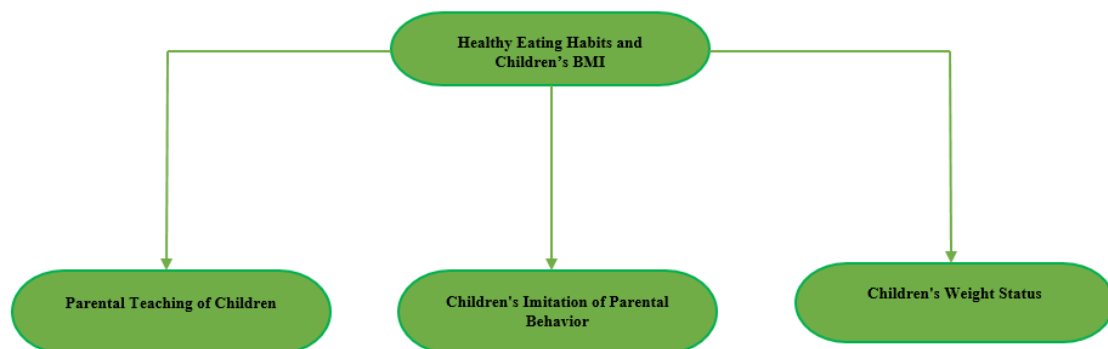 Healthy Eating Habits and
Children’s BMI
Parental Teaching of Children
Children's Imitation of Parental
Behavior
Children's Weight Status